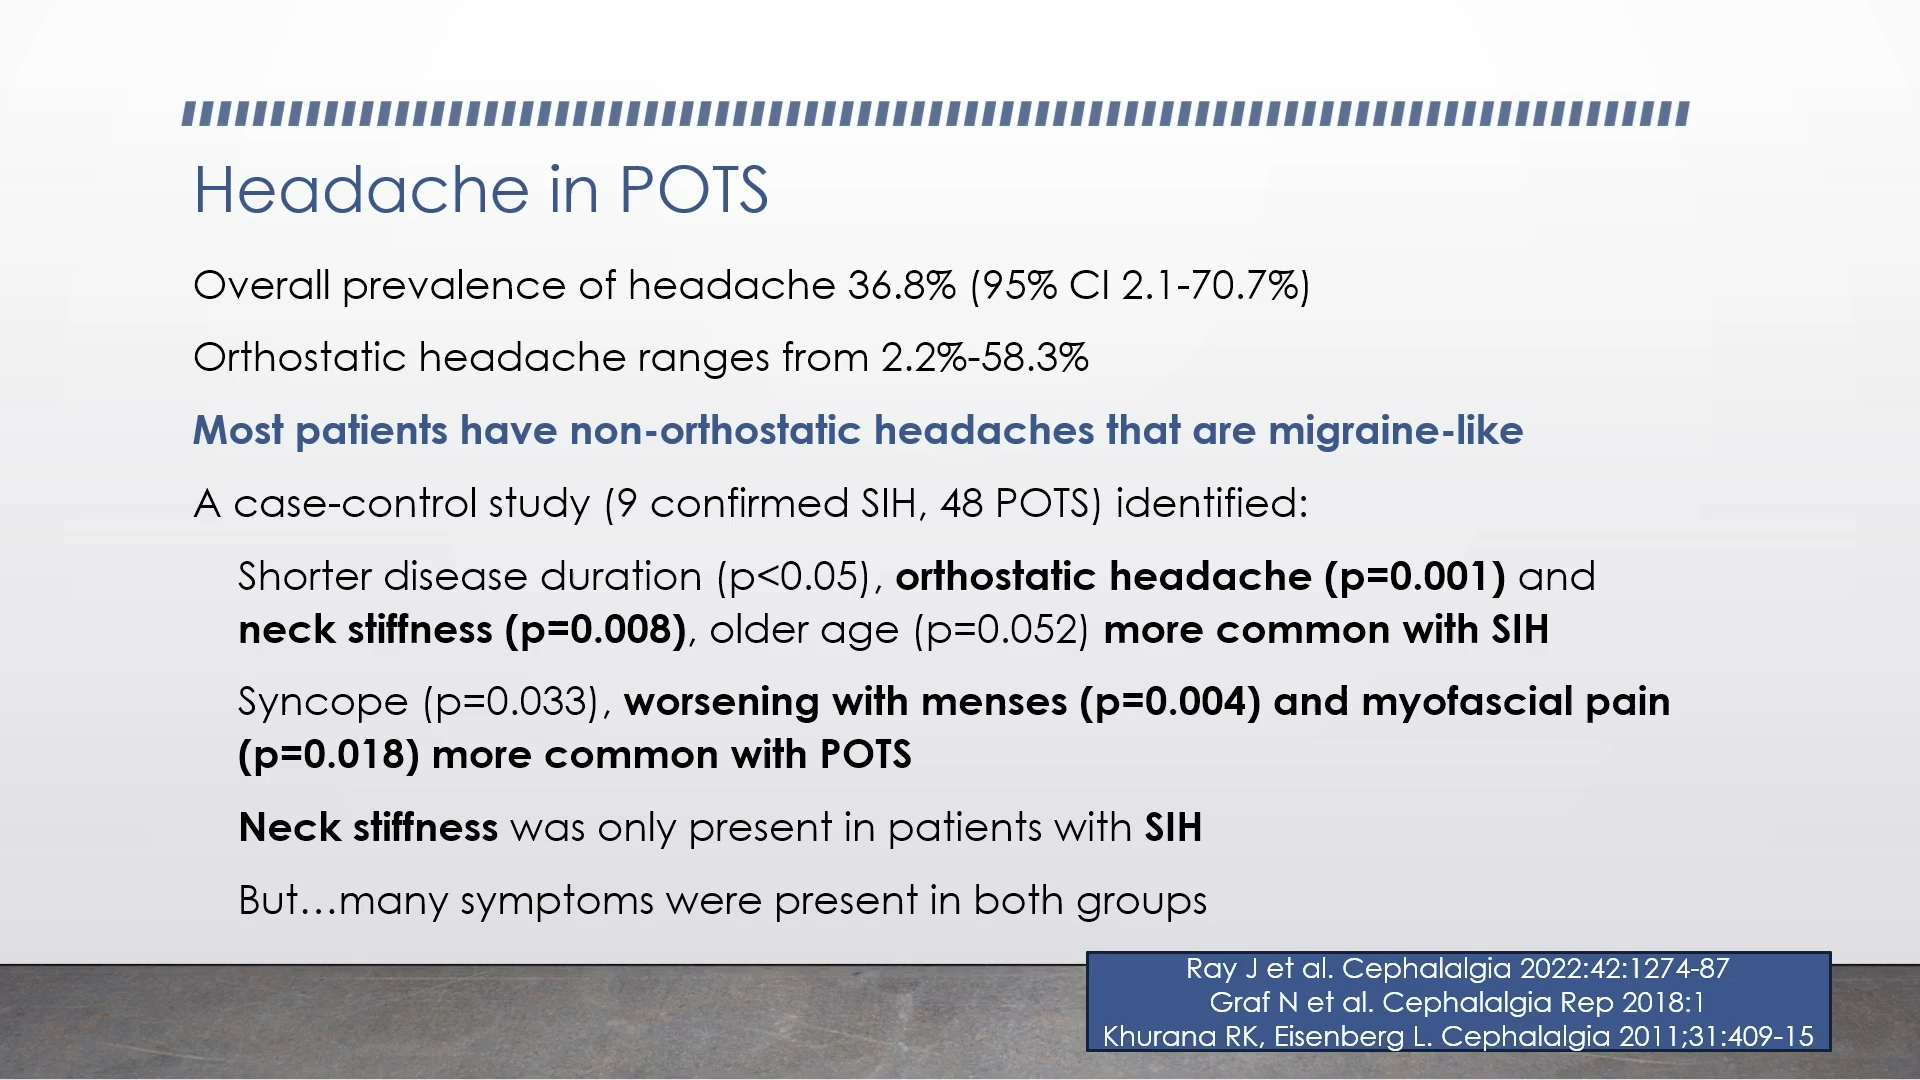 Headache in POTS
Overall prevalence of headache 36.8% (95% CI 2.1-70.7%)
Orthostatic headache ranges from 2.2%-58.3%
Most patients have non-orthostatic headaches that are migraine-like
A case-control study (9 confirmed SIH, 48 POTS) identified:
Shorter disease duration (p<0.05), orthostatic headache (p=0.001) and
neck stiffness (p=0.008), older age (p=0.052) more common with SIH
Syncope (p=0.033), worsening with menses (p=0.004) and myofascial pain
(p=0.018) more common with POTS
Neck stiffness was only present in patients with SIH
But…many symptoms were present in both groups
Ray J et al. Cephalalgia 2022:42:1274-87
Graf N et al. Cephalalgia Rep 2018:1
Khurana RK, Eisenberg L. Cephalalgia 2011;31:409-15